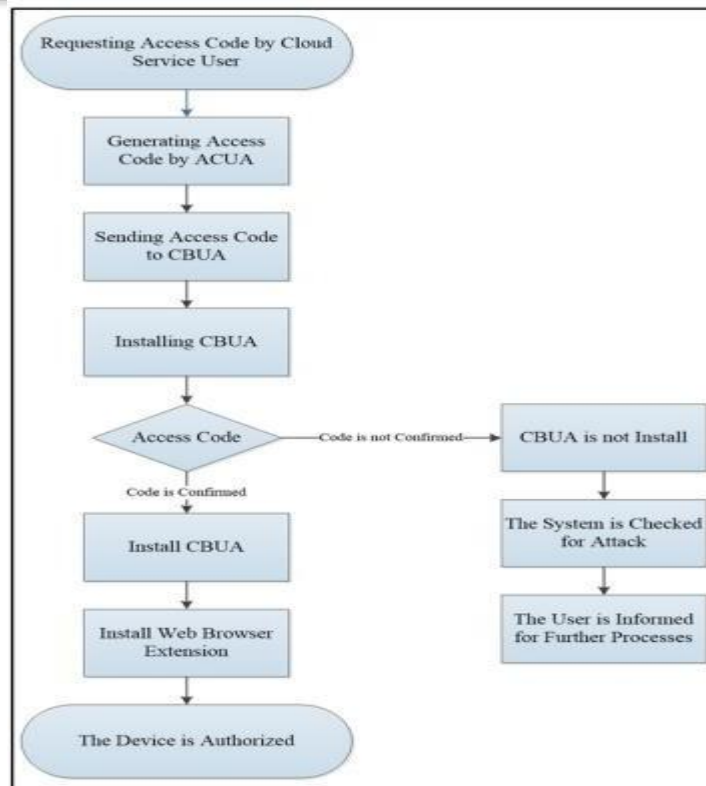 Requesting Access Code by Cloud
Service User
Generating Access
Code by ACUA
Sending Access Code
to CBUA
Installing CBUA
Access Code
Code is not Confirmed
CBUA is not Install
Code is Confirmed
The System is Checked
for Attack
Install CBUA
The User is Informed
for Further Processes
Install Web Browser
Extension
The Device is Authorized